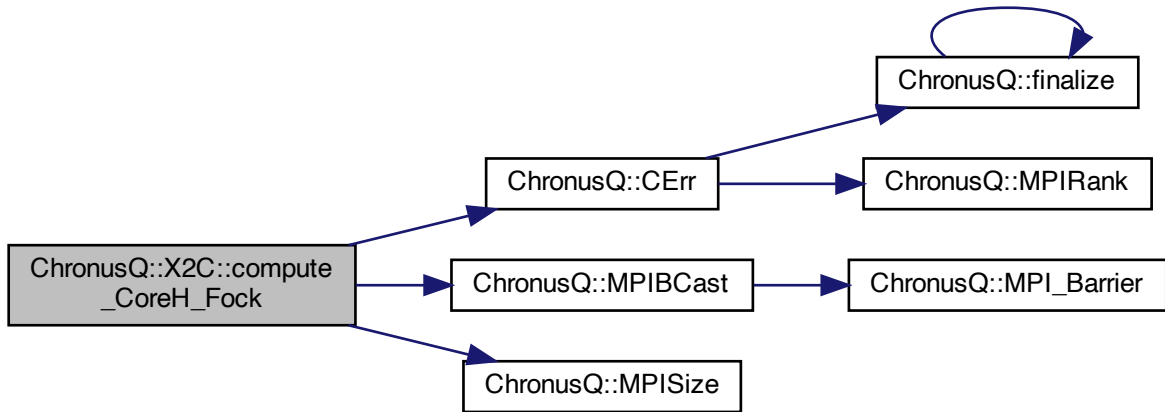 ChronusQ::finalize
ChronusQ::CErr
ChronusQ::MPIRank
ChronusQ::X2C::compute
_CoreH_Fock
ChronusQ::MPIBCast
ChronusQ::MPI_Barrier
ChronusQ::MPISize